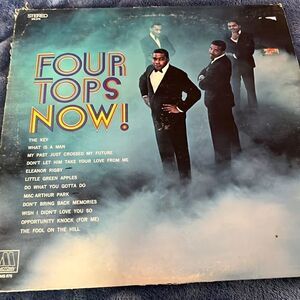 STEREO
FOUR
TOPS
NOW!
THE KEY
WHAT IS A MAN
MY PAST JUST CROSSED MY FUTURE
DON'T LET HIM TAKE YOUR LOVE FROM ME
ELEANOR RIGBY
LITTLE GREEN APPLES
DO WHAT YOU GOTTA DO
MAC ARTHUR PARK
DON'T BRING BACK MEMORIES
WISH I DIDN'T LOVE YOU SO
OPPORTUNITY KNOCK (FOR ME)
THE FOOL ON THE HILL
MOTOWN